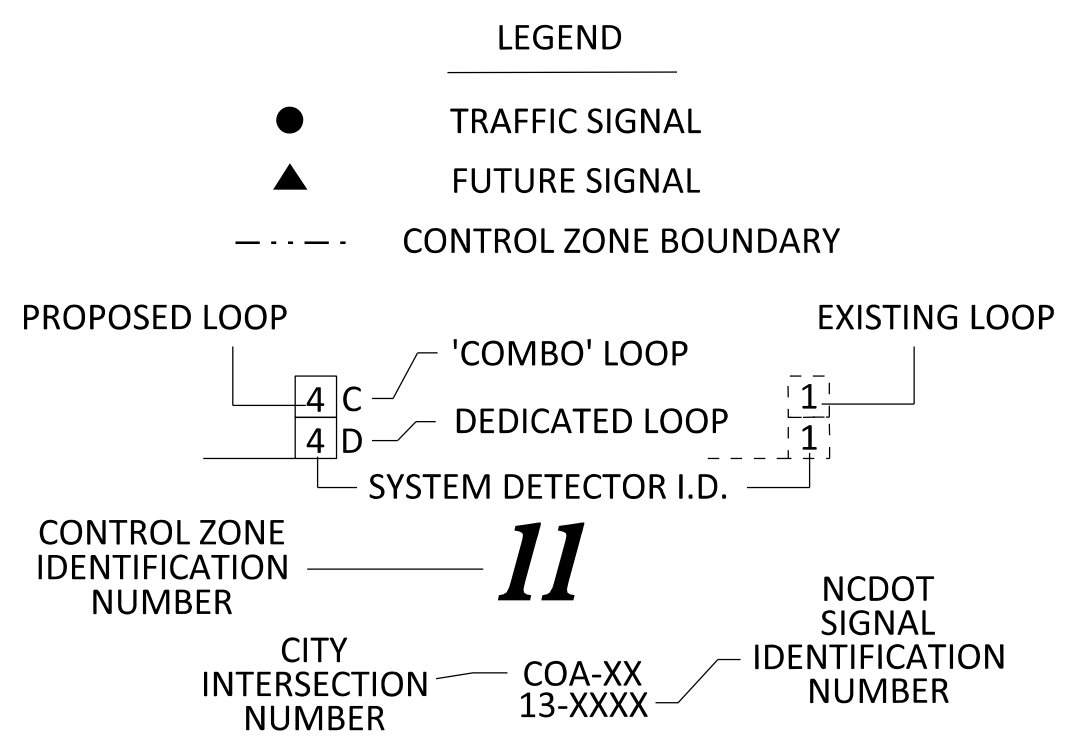 LEGEND
TRAFFIC SIGNAL
FUTURE SIGNAL
CONTROL ZONE BOUNDARY
PROPOSED LOOP
EXISTING LOOP
'COMBO' LOOP
4 C
1
DEDICATED LOOP
4 D
1
SYSTEM DETECTOR I.D.
CONTROL ZONE
IDENTIFICATION
NUMBER
11
NCDOT
SIGNAL
IDENTIFICATION
NUMBER
CITY
INTERSECTION
NUMBER
COA-XX
13-XXXX